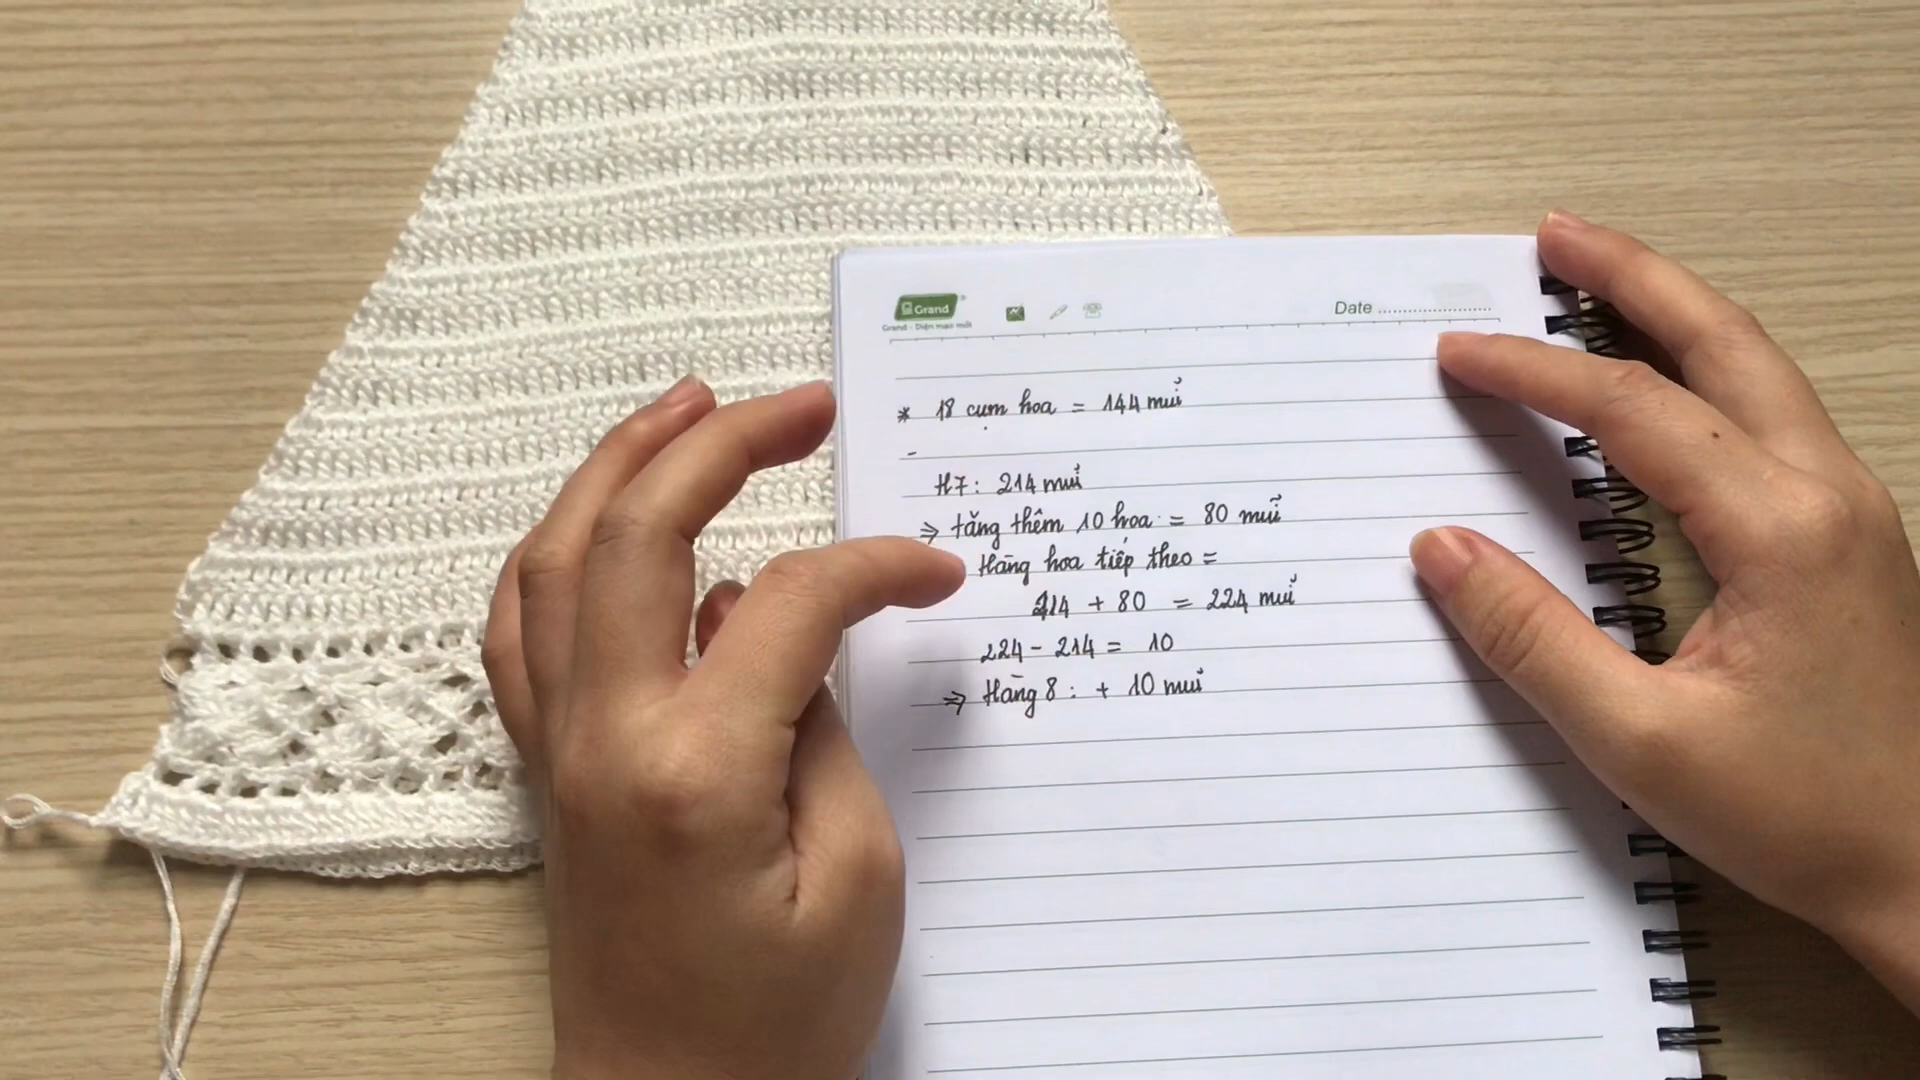 Grand
Grand - Diện mạo mới
Date
* 18 cụm hoa = 144 mũi
-
H7: 214 mũi
⇒ tăng thêm 10 hoa = 80 mũi
Hàng hoa tiếp theo =
214 + 80 = 224 mũi
224 - 214 = 10
⇒ Hàng 8 : + 10 mũi